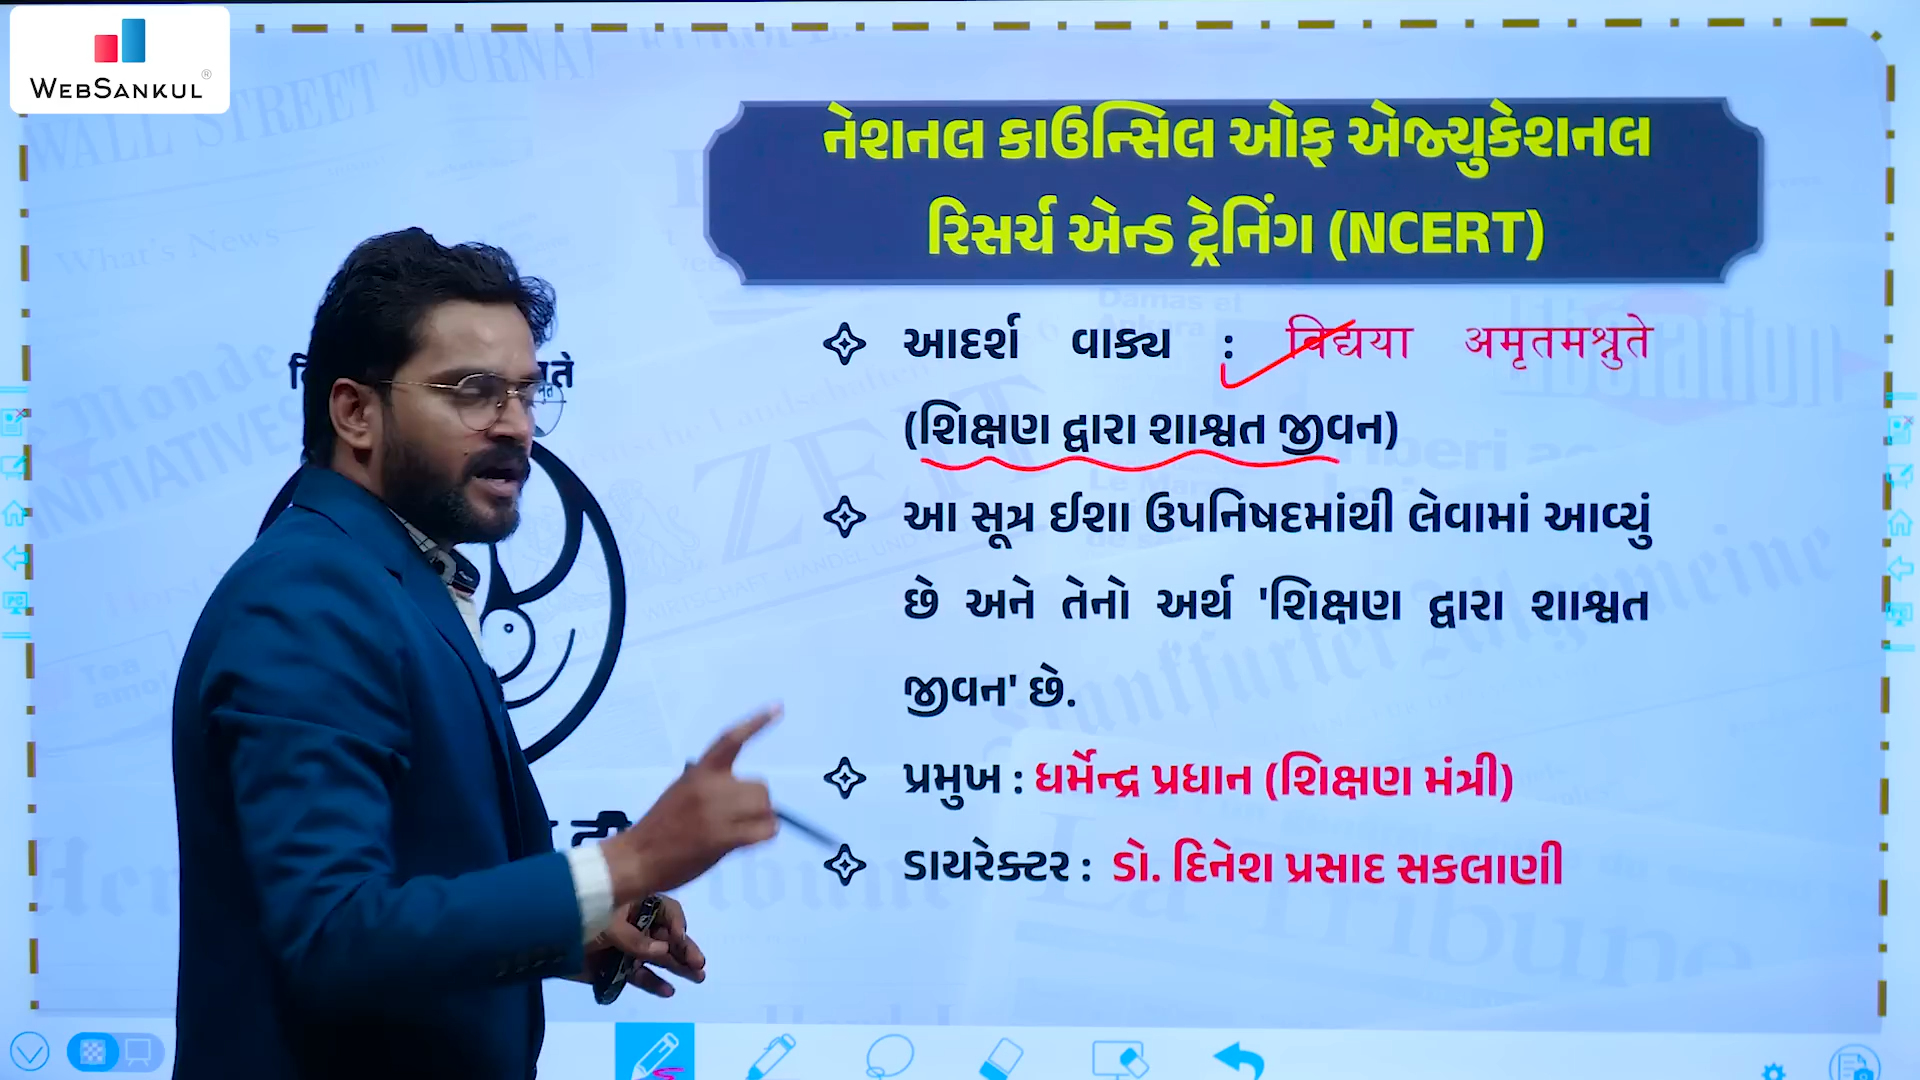 WEBSANKUL®
નેશનલ કાઉન્સિલ ઓફ એજ્યુકેશનલ
રિસર્ચ એન્ડ ટ્રેનિંગ (NCERT)
આદર્શ વાક્ય : विद्यया अमृतमश्नुते
(શિક્ષણ દ્વારા શાશ્વત જીવન)
આ સૂત્ર ઈશા ઉપનિષદમાંથી લેવામાં આવ્યું
છે અને તેનો અર્થ 'શિક્ષણ દ્વારા શાશ્વત
જીવન' છે.
પ્રમુખ : ધર્મેન્દ્ર પ્રધાન (શિક્ષણ મંત્રી)
ડાયરેક્ટર : ડૉ. દિનેશ પ્રસાદ સકલાણી